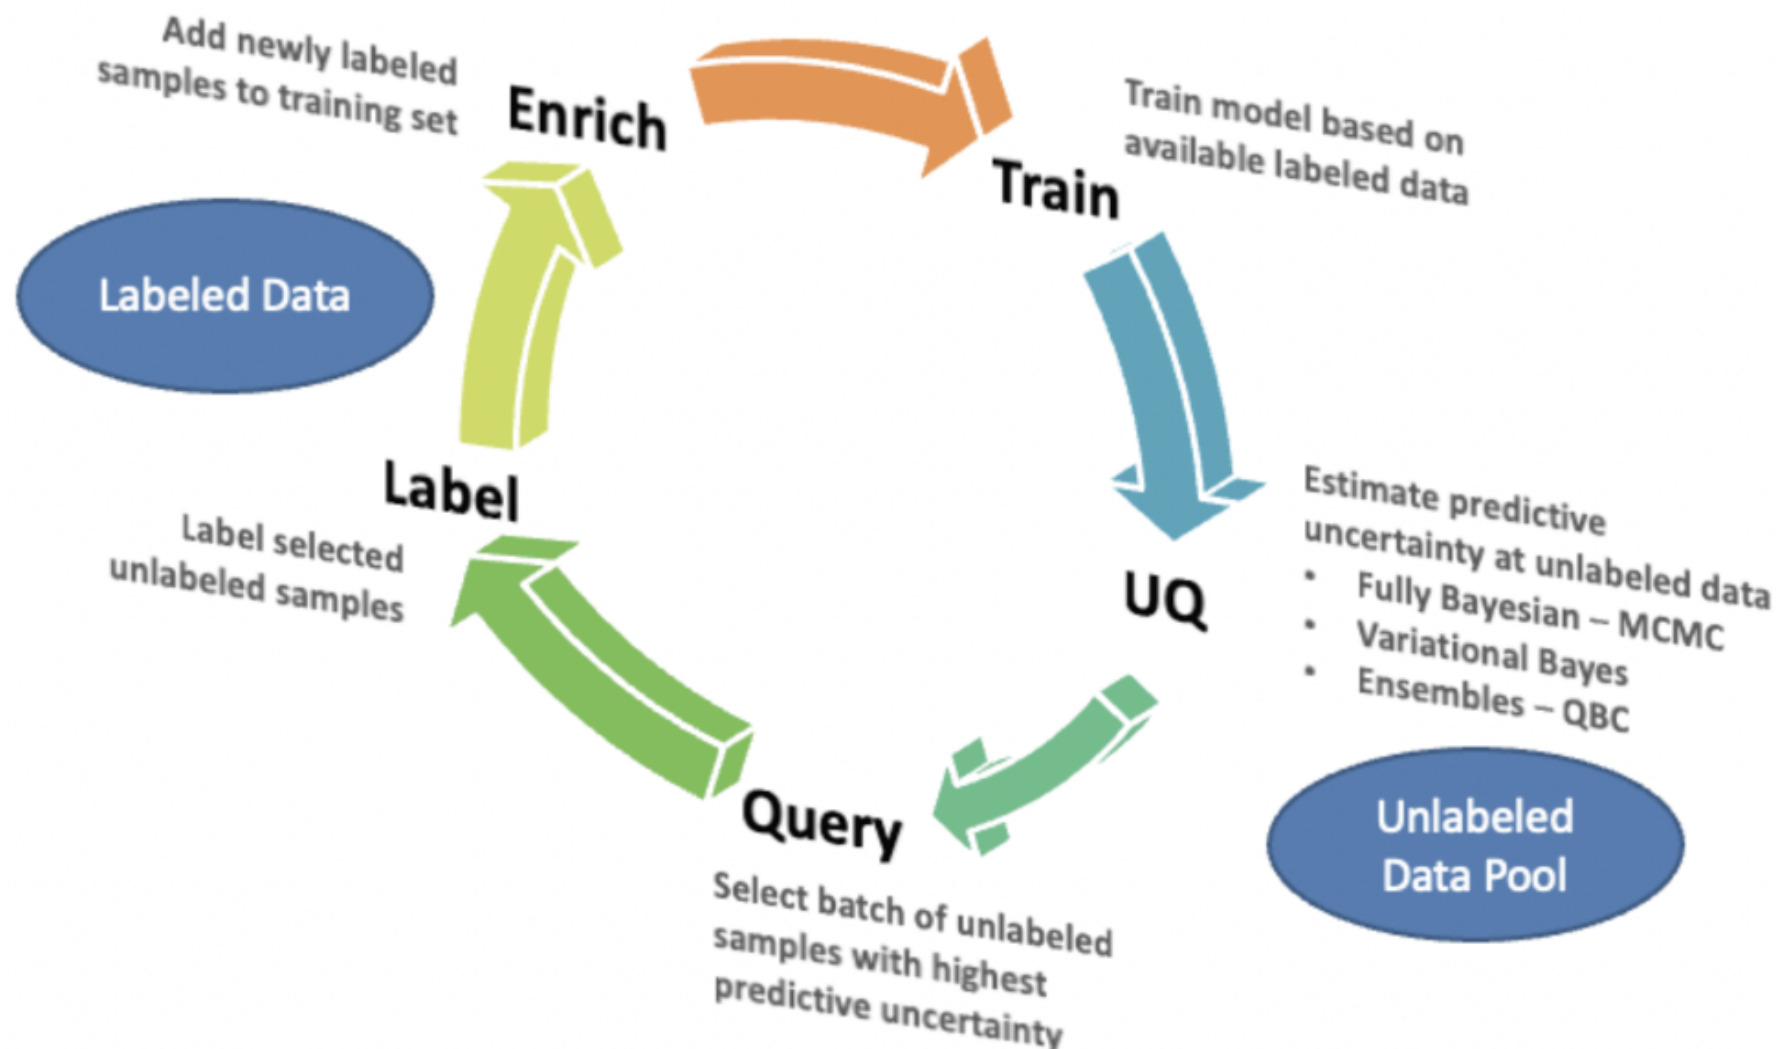 Add newly labeled
samples to training set
Enrich
Train model based on
available labeled data
Train
Labeled Data
Label
Label selected
unlabeled samples
Estimate predictive
uncertainty at unlabeled data
• Fully Bayesian – MCMC
• Variational Bayes
• Ensembles – QBC
UQ
Query
Select batch of unlabeled
samples with highest
predictive uncertainty
Unlabeled
Data Pool